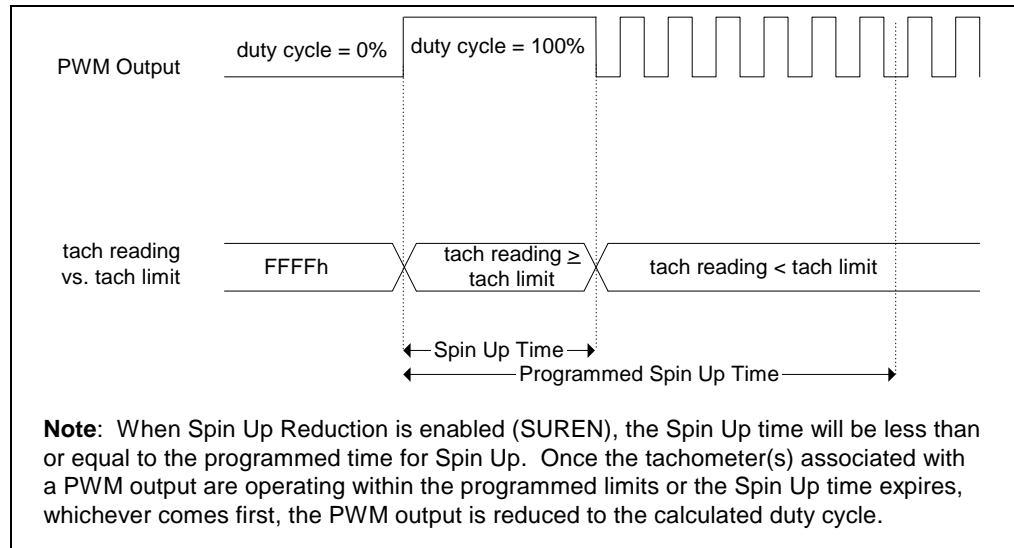 duty cycle = 0%
duty cycle = 100%
PWM Output
tach reading
vs. tach limit
FFFFh
tach reading ≥
tach limit
tach reading < tach limit
Spin Up Time
Programmed Spin Up Time
Note: When Spin Up Reduction is enabled (SUREN), the Spin Up time will be less than
or equal to the programmed time for Spin Up. Once the tachometer(s) associated with
a PWM output are operating within the programmed limits or the Spin Up time expires,
whichever comes first, the PWM output is reduced to the calculated duty cycle.